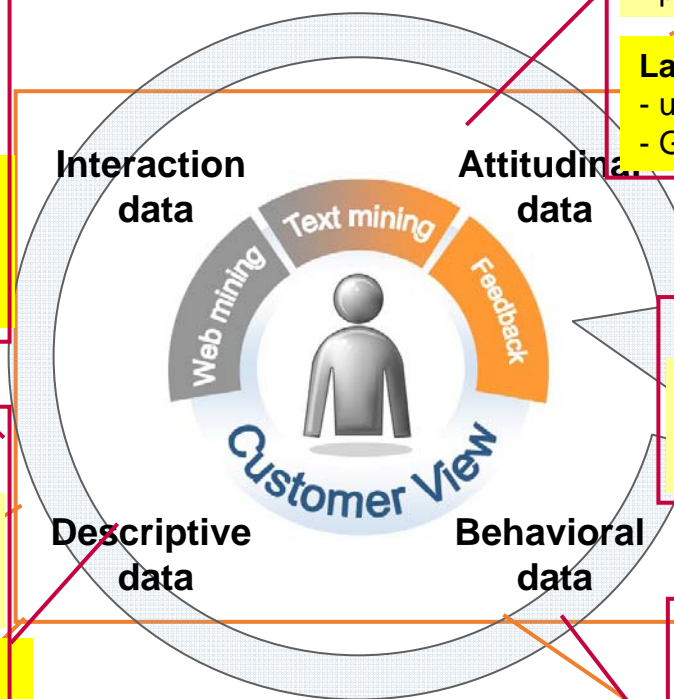 - u
- G
Interaction
data
Attitudinal
data
Text mining
Web mining
Feedback
Customer View
Descriptive
data
Behavioral
data